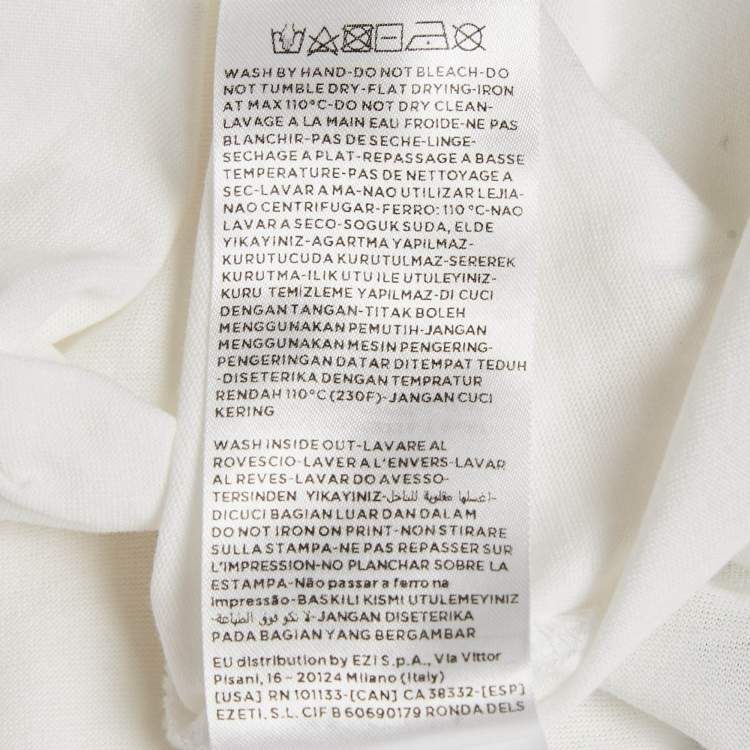 WASH BY HAND-DO NOT BLEACH-DO
NOT TUMBLE DRY-FLAT DRYING-IRON
AT MAX 110°C-DO NOT DRY CLEAN-
LAVAGE A LA MAIN EAU FROIDE-NE PAS
BLANCHIR-PAS DE SECHE-LINGE-
SECHAGE A PLAT-REPASSAGE A BASSE
TEMPERATURE-PAS DE NETTOYAGE A
SEC-LAVAR A MA-NAO UTILIZAR LEJIA-
NAO CENTRIFUGAR-FERRO: 110°C-NAO
LAVAR A SECO-SOGUK SUDA, ELDE
YIKAYINIZ-AGARTMA YAPILMAZ-
KURUTUCUDA KURUTULMAZ-SEREREK
KURUTMA-ILIK UTU ILE UTULEYINIZ-
KURU TEMIZLEME YAPILMAZ-DI CUCI
DENGAN TANGAN-TITAK BOLEH
MENGGUNAKAN PEMUTIH-JANGAN
MENGGUNAKAN MESIN PENGERING-
PENGERINGAN DATAR DITEMPAT TEDUH
-DISETERIKA DENGAN TEMPRATUR
RENDAH 110°C (230F)-JANGAN CUCI
KERING
WASH INSIDE OUT-LAVARE AL
ROVESCIO-LAVER A L'ENVERS-LAVAR
AL REVES-LAVAR DO AVESSO-
TERSINDEN YIKAYINIZ-اغسلها مقلوبة للداخل-
DICUCI BAGIAN LUAR DAN DALAM
DO NOT IRON ON PRINT-NON STIRARE
SULLA STAMPA-NE PAS REPASSER SUR
L'IMPRESSION-NO PLANCHAR SOBRE LA
ESTAMPA-Não passar a ferro na
impressão-BASKILI KISMI UTULEMEYINIZ
لا تكو فوق الطباعة-JANGAN DISETERIKA
PADA BAGIAN YANG BERGAMBAR
EU distribution by EZI S.p.A., Via Vittor
Pisani, 16 - 20124 Milano (Italy)
[USA] RN 101133-[CAN] CA 38332-[ESP]
EZETI, S.L. CIF B 60690179 RONDA DELS